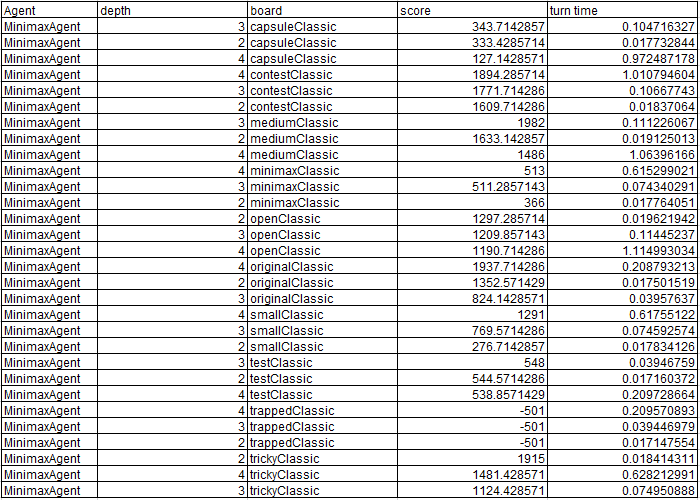 Agent depth board score turn time
MinimaxAgent 3 capsuleClassic 343.7142857 0.104716327
MinimaxAgent 2 capsuleClassic 333.4285714 0.017732844
MinimaxAgent 4 capsuleClassic 127.1428571 0.972487178
MinimaxAgent 4 contestClassic 1894.285714 1.010794604
MinimaxAgent 3 contestClassic 1771.714286 0.10667743
MinimaxAgent 2 contestClassic 1609.714286 0.01837064
MinimaxAgent 3 mediumClassic 1982 0.111226067
MinimaxAgent 2 mediumClassic 1633.142857 0.019125013
MinimaxAgent 4 mediumClassic 1486 1.06396166
MinimaxAgent 4 minimaxClassic 513 0.615299021
MinimaxAgent 3 minimaxClassic 511.2857143 0.074340291
MinimaxAgent 2 minimaxClassic 366 0.017764051
MinimaxAgent 2 openClassic 1297.285714 0.019621942
MinimaxAgent 3 openClassic 1209.857143 0.11445237
MinimaxAgent 4 openClassic 1190.714286 1.114993034
MinimaxAgent 4 originalClassic 1937.714286 0.208793213
MinimaxAgent 2 originalClassic 1352.571429 0.017501519
MinimaxAgent 3 originalClassic 824.1428571 0.03957637
MinimaxAgent 4 smallClassic 1291 0.61755122
MinimaxAgent 3 smallClassic 769.5714286 0.074592574
MinimaxAgent 2 smallClassic 276.7142857 0.017834126
MinimaxAgent 3 testClassic 548 0.03946759
MinimaxAgent 2 testClassic 544.5714286 0.017160372
MinimaxAgent 4 testClassic 538.8571429 0.209728664
MinimaxAgent 4 trappedClassic -501 0.209570893
MinimaxAgent 3 trappedClassic -501 0.039446979
MinimaxAgent 2 trappedClassic -501 0.017147554
MinimaxAgent 2 trickyClassic 1915 0.018414311
MinimaxAgent 4 trickyClassic 1481.428571 0.628212991
MinimaxAgent 3 trickyClassic 1124.428571 0.074950888